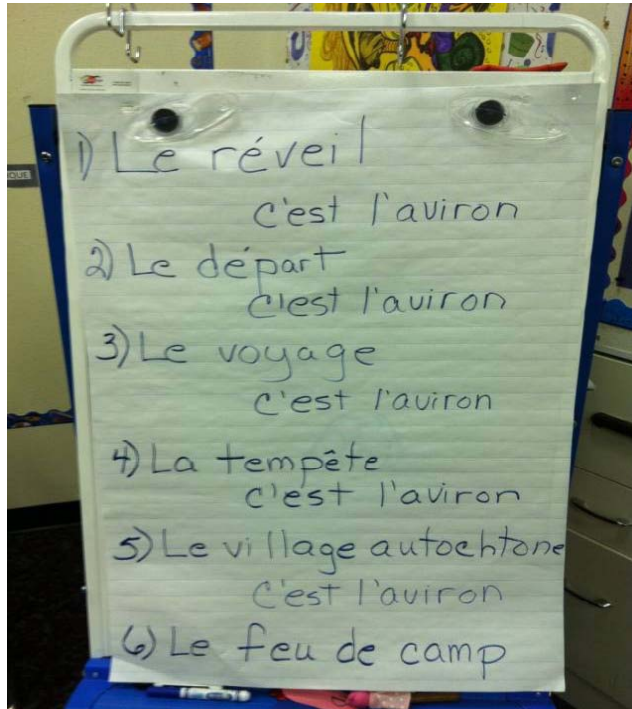 1) Le réveil
c'est l'aviron
2) Le départ
c'est l'aviron
3) Le voyage
c'est l'aviron
4) La tempête
c'est l'aviron
5) Le village autochtone
c'est l'aviron
6) Le feu de camp